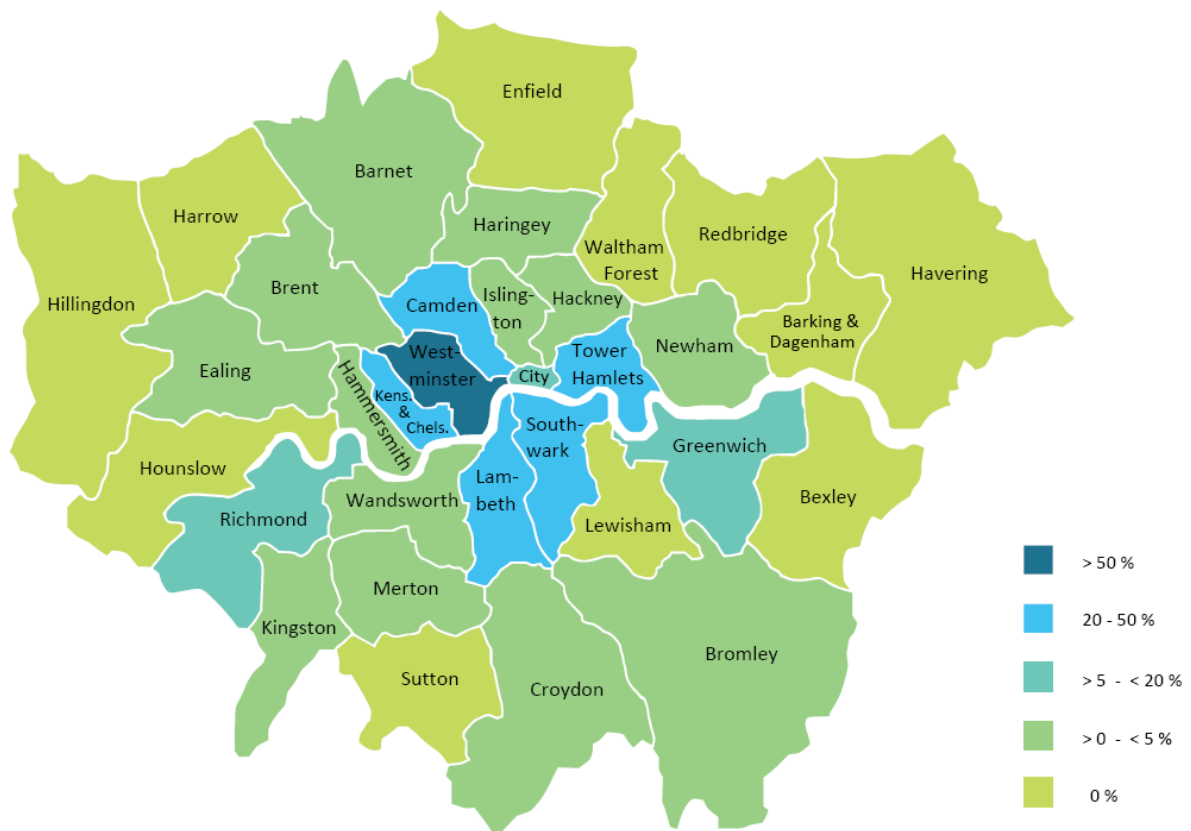 Enfield
Barnet
Harrow
Haringey
Waltham
Forest
Redbridge
Havering
Hillingdon
Brent
Camden
Isling-
ton
Hackney
Barking &
Dagenham
Ealing
West-
minster
City
Tower
Hamlets
Newham
Hammersmith
Kens.
&
Chels.
South-
wark
Greenwich
Hounslow
Richmond
Wandsworth
Lam-
beth
Lewisham
Bexley
Merton
Kingston
Sutton
Croydon
Bromley
> 50 %
20 - 50 %
> 5 - < 20 %
> 0 - < 5 %
0 %